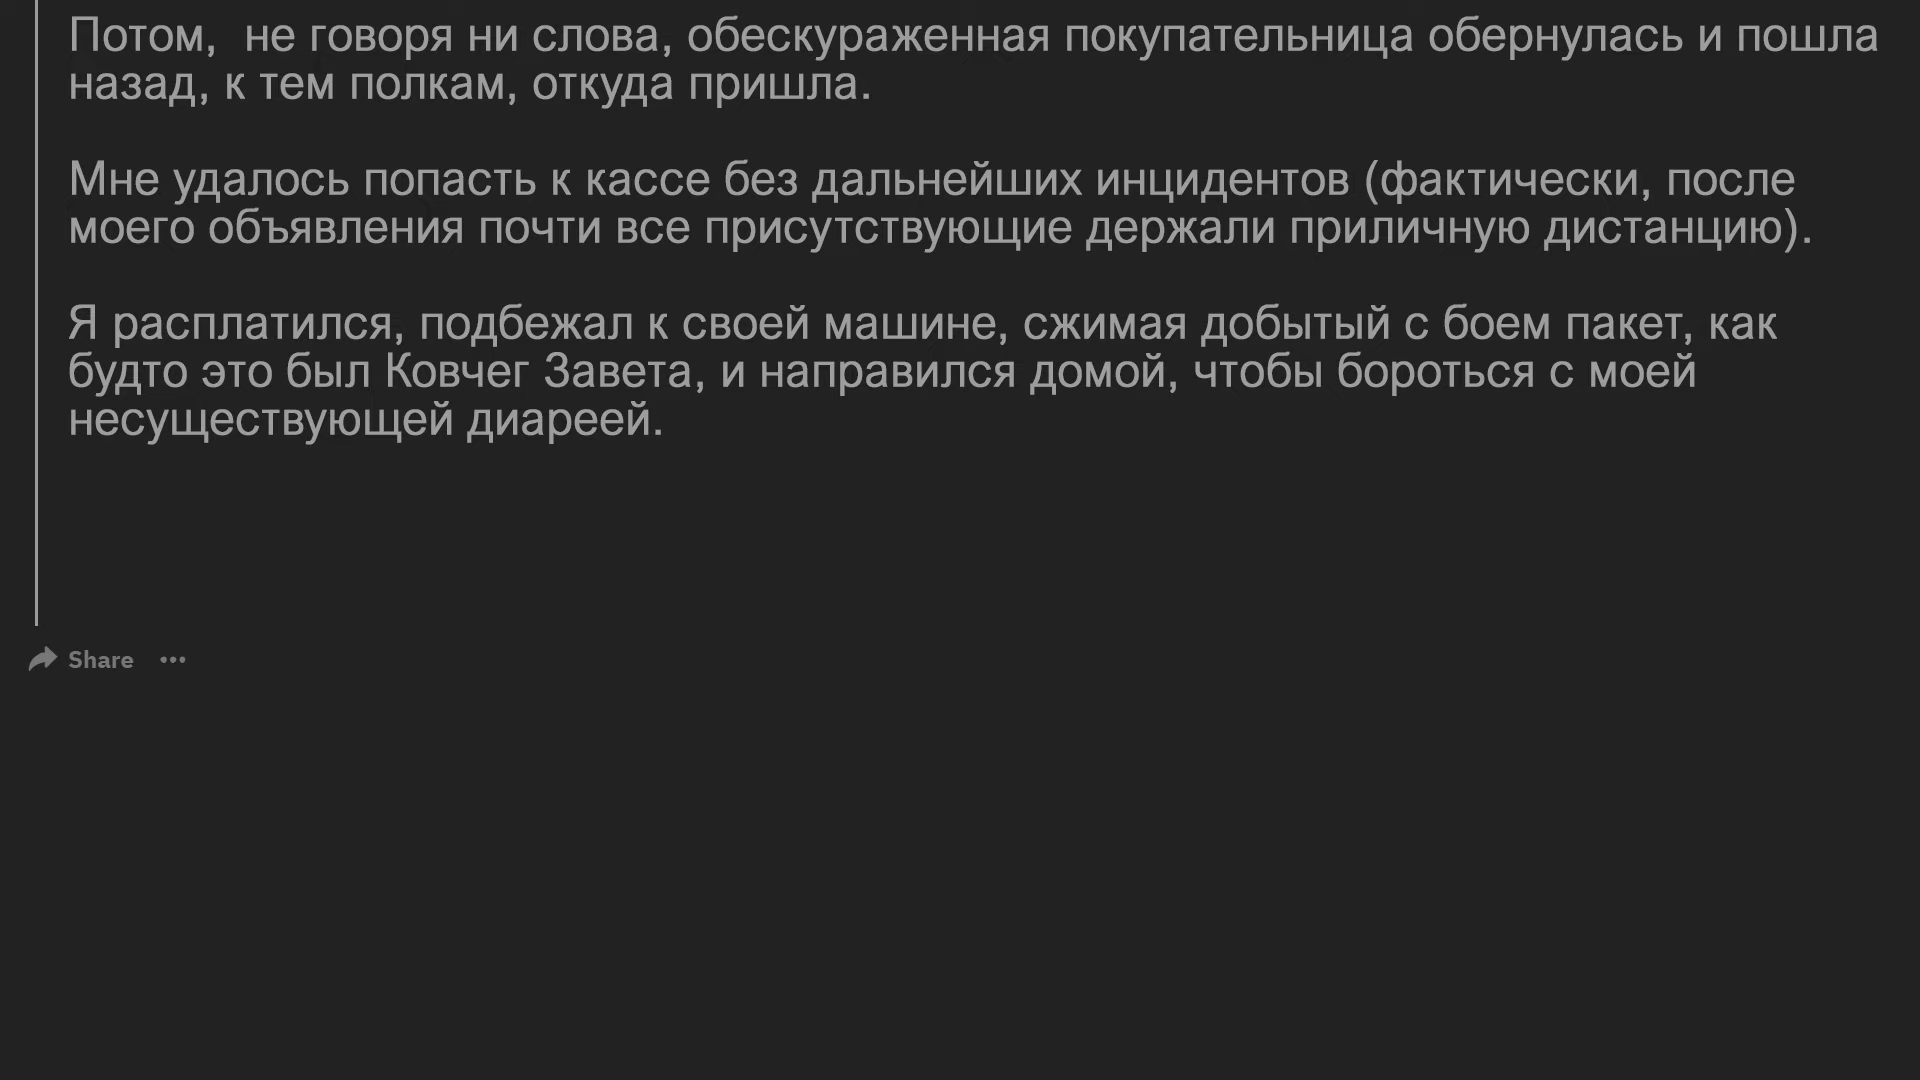 Потом,  не говоря ни слова, обескураженная покупательница обернулась и пошла
назад, к тем полкам, откуда пришла.
Мне удалось попасть к кассе без дальнейших инцидентов (фактически, после
моего объявления почти все присутствующие держали приличную дистанцию).
Я расплатился, подбежал к своей машине, сжимая добытый с боем пакет, как
будто это был Ковчег Завета, и направился домой, чтобы бороться с моей
несуществующей диареей.
Share •••